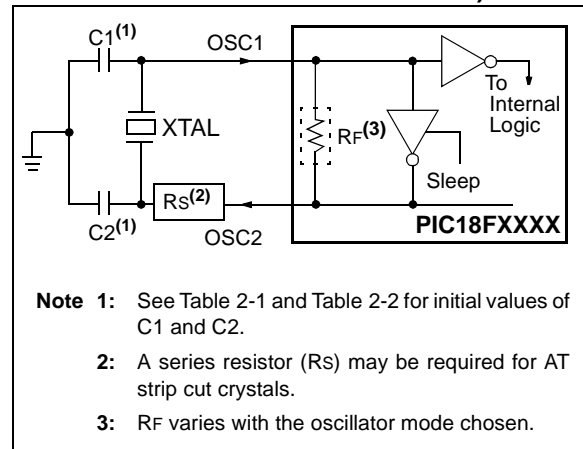 C1(1)
OSC1
To
Internal
Logic
XTAL
RF(3)
Sleep
C2(1)
RS(2)
OSC2
PIC18FXXXX
Note 1: See Table 2-1 and Table 2-2 for initial values of
C1 and C2.
2: A series resistor (RS) may be required for AT
strip cut crystals.
3: RF varies with the oscillator mode chosen.